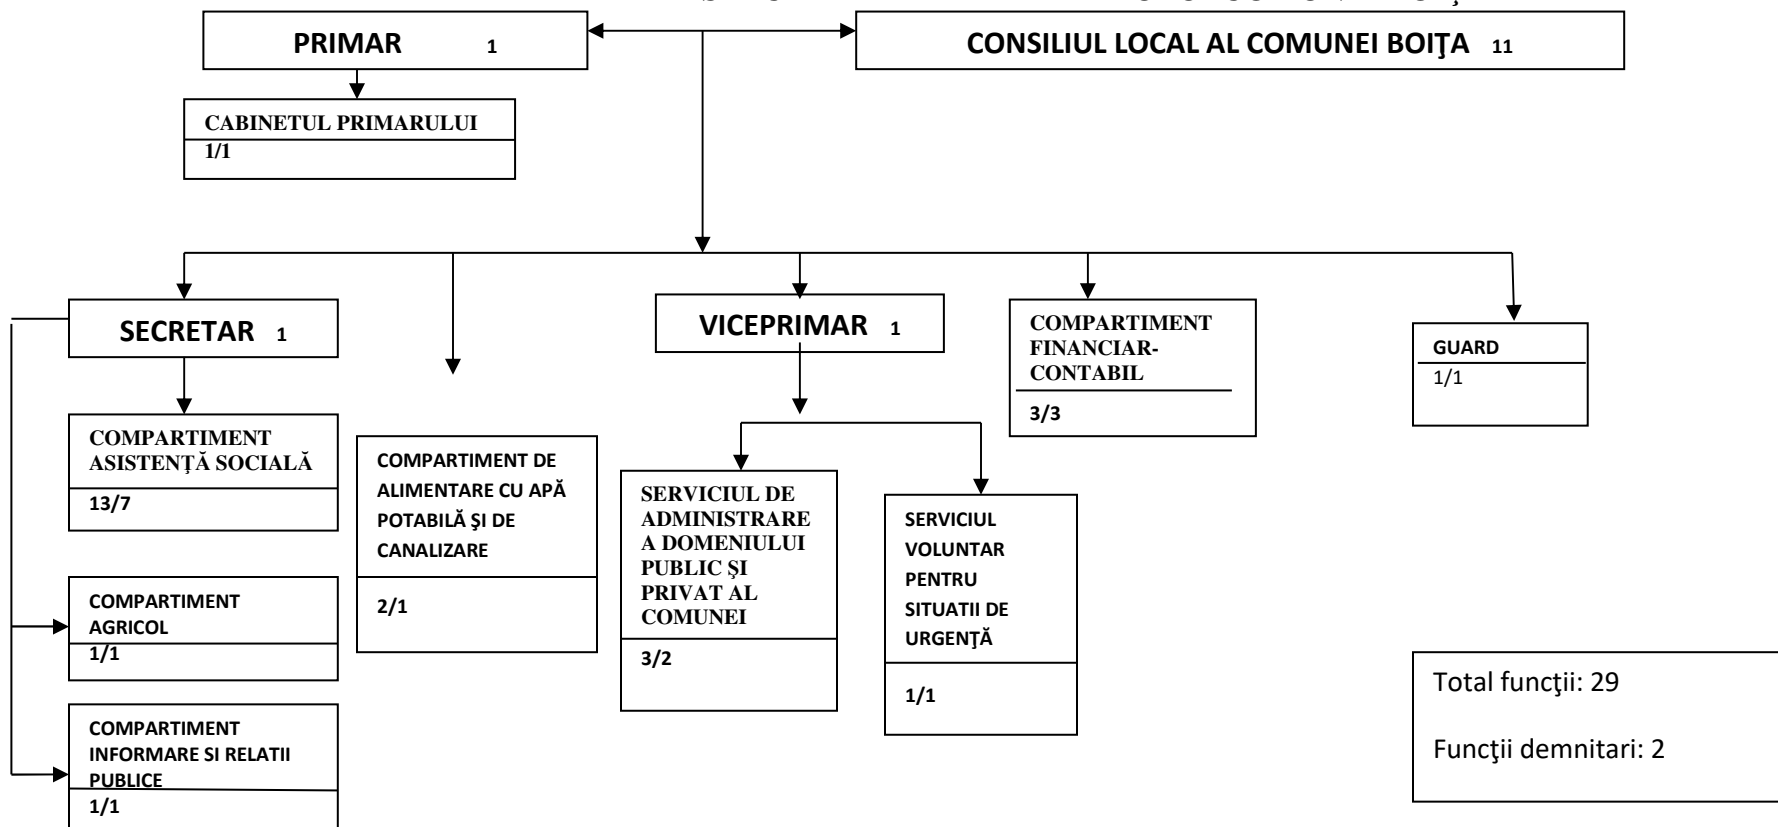 PRIMAR 1
CONSILIUL LOCAL AL COMUNEI BOIŢA 11
CABINETUL PRIMARULUI
1/1
SECRETAR 1
VICEPRIMAR 1
COMPARTIMENT
FINANCIAR-
CONTABIL
3/3
GUARD
1/1
COMPARTIMENT
ASISTENŢĂ SOCIALĂ
13/7
COMPARTIMENT DE
ALIMENTARE CU APĂ
POTABILĂ ŞI DE
CANALIZARE
2/1
SERVICIUL DE
ADMINISTRARE
A DOMENIULUI
PUBLIC ŞI
PRIVAT AL
COMUNEI
3/2
SERVICIUL
VOLUNTAR
PENTRU
SITUATII DE
URGENŢĂ
1/1
COMPARTIMENT
AGRICOL
1/1
COMPARTIMENT
INFORMARE SI RELATII
PUBLICE
1/1
Total funcţii: 29
Funcţii demnitari: 2